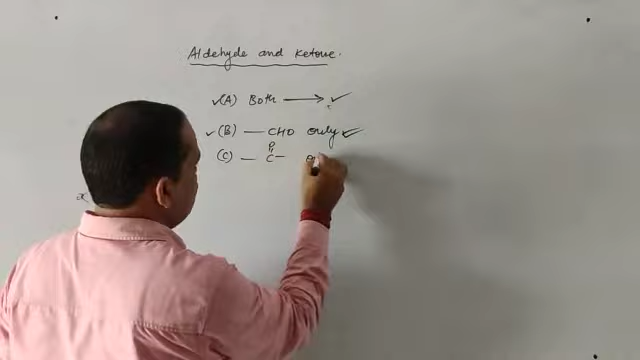 Aldehyde and Ketone.
✓(A) Both ⟶ ✓
✓(B) — CHO only ✓
O
||
(C) — C —
x